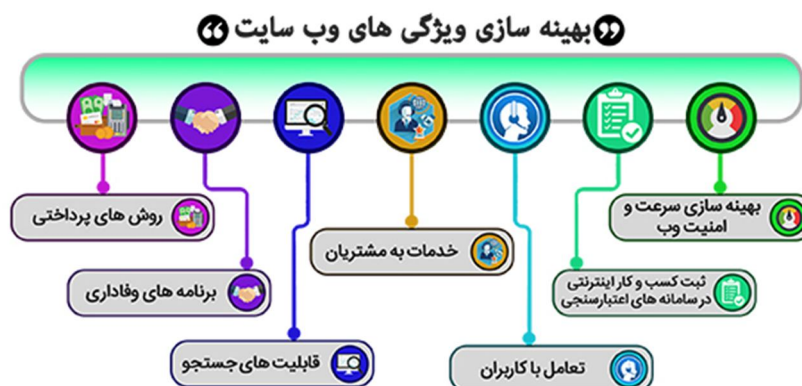 بهینه سازی ویژگی های وب سایت
بهینه سازی سرعت و
امنیت وب
ثبت کسب و کار اینترنتی
در سامانه های اعتبارسنجی
تعامل با کاربران
خدمات به مشتریان
قابلیت های جستجو
برنامه های وفاداری
روش های پرداختی